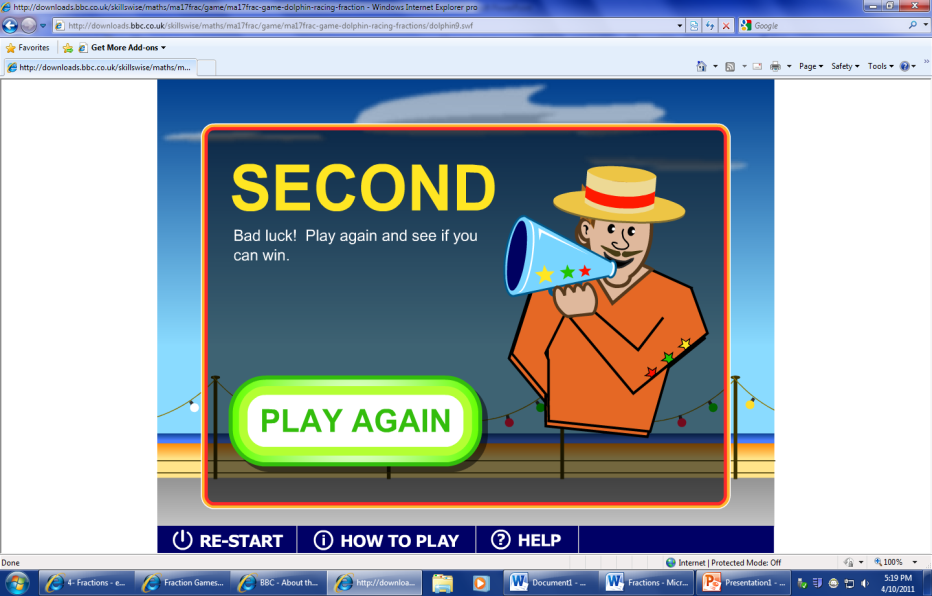 http://downloads.bbc.co.uk/skillswise/maths/ma17frac/game/ma17frac-game-dolphin-racing-fraction - Windows Internet Explorer pro
http://downloads.bbc.co.uk/skillswise/maths/ma17frac/game/ma17frac-game-dolphin-racing-fractions/dolphin9.swf
Google
Favorites
Get More Add-ons
http://downloads.bbc.co.uk/skillswise/maths/m...
Page
Safety
Tools
SECOND
Bad luck! Play again and see if you
can win.
PLAY AGAIN
RE-START
HOW TO PLAY
HELP
Done
Internet | Protected Mode: Off
100%
4- Fractions - e...
Fraction Games...
BBC - About th...
http://downloa...
Document1 - ...
Fractions - Micr...
Presentation1 - ...
5:19 PM
4/10/2011